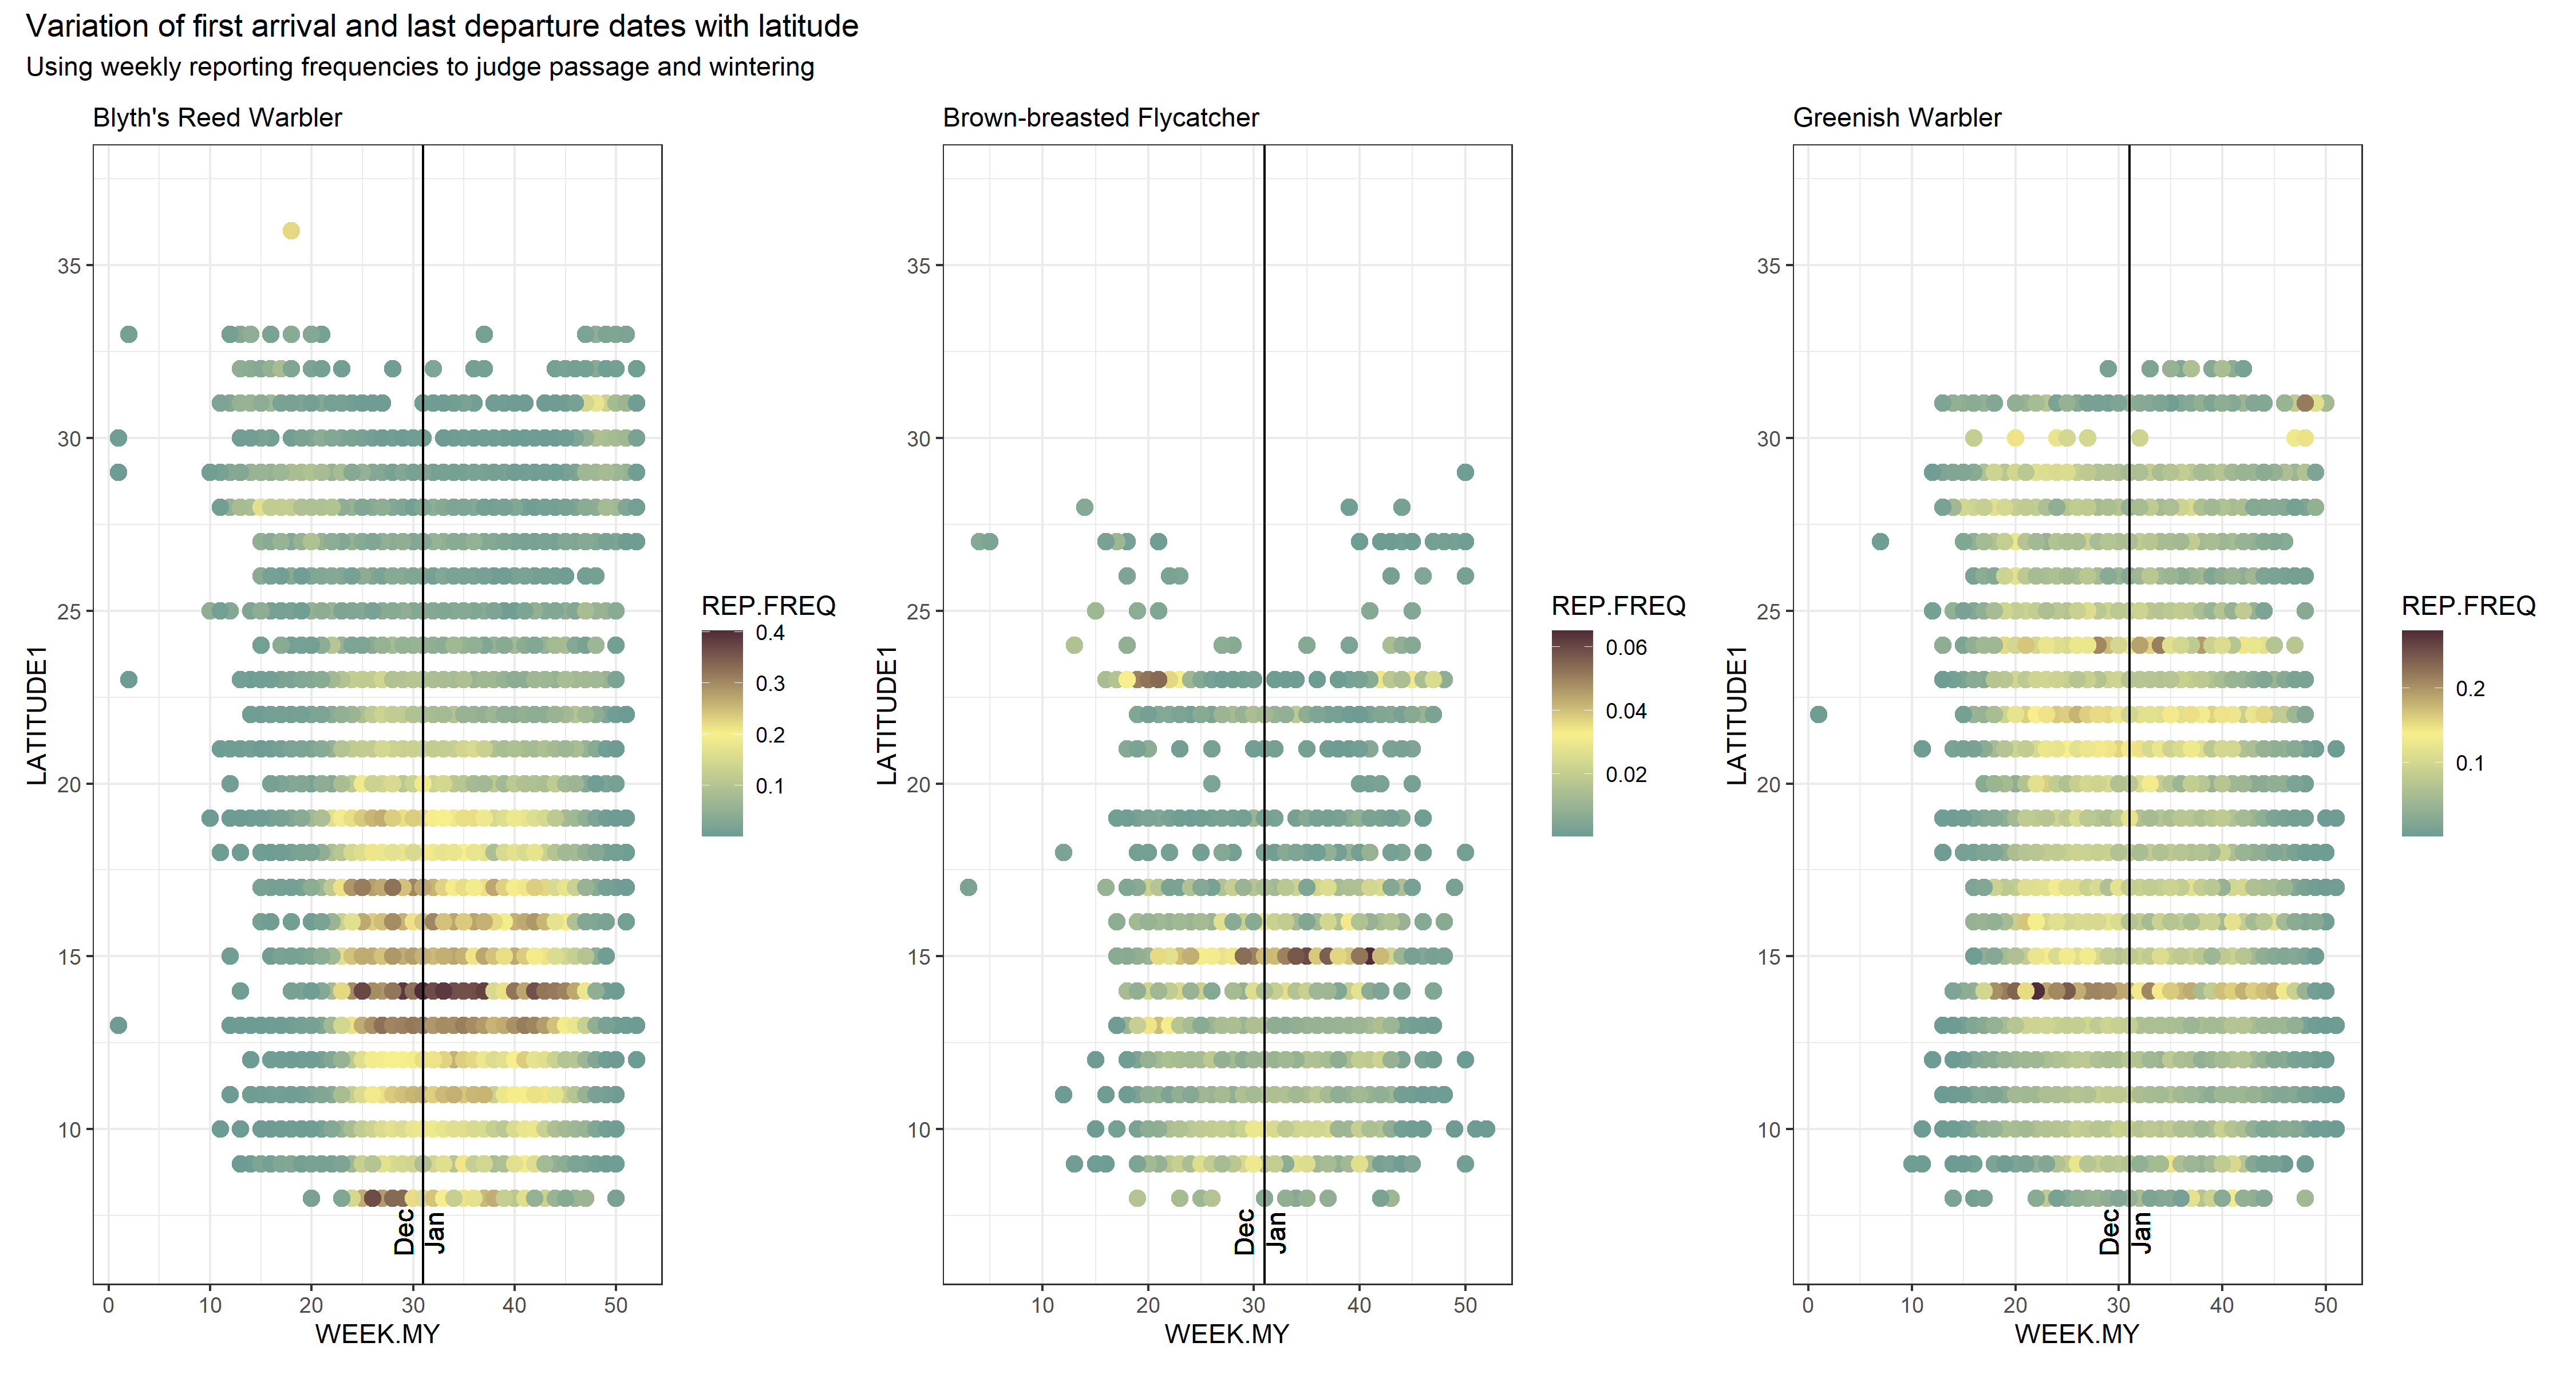 Variation of first arrival and last departure dates with latitude
Using weekly reporting frequencies to judge passage and wintering
Blyth's Reed Warbler
35
30
25
20
15
10
LATITUDE1
Dec
Jan
0 10 20 30 40 50
WEEK.MY
REP.FREQ
0.4
0.3
0.2
0.1
Brown-breasted Flycatcher
35
30
25
20
15
10
LATITUDE1
Dec
Jan
10 20 30 40 50
WEEK.MY
REP.FREQ
0.06
0.04
0.02
Greenish Warbler
35
30
25
20
15
10
LATITUDE1
Dec
Jan
0 10 20 30 40 50
WEEK.MY
REP.FREQ
0.2
0.1